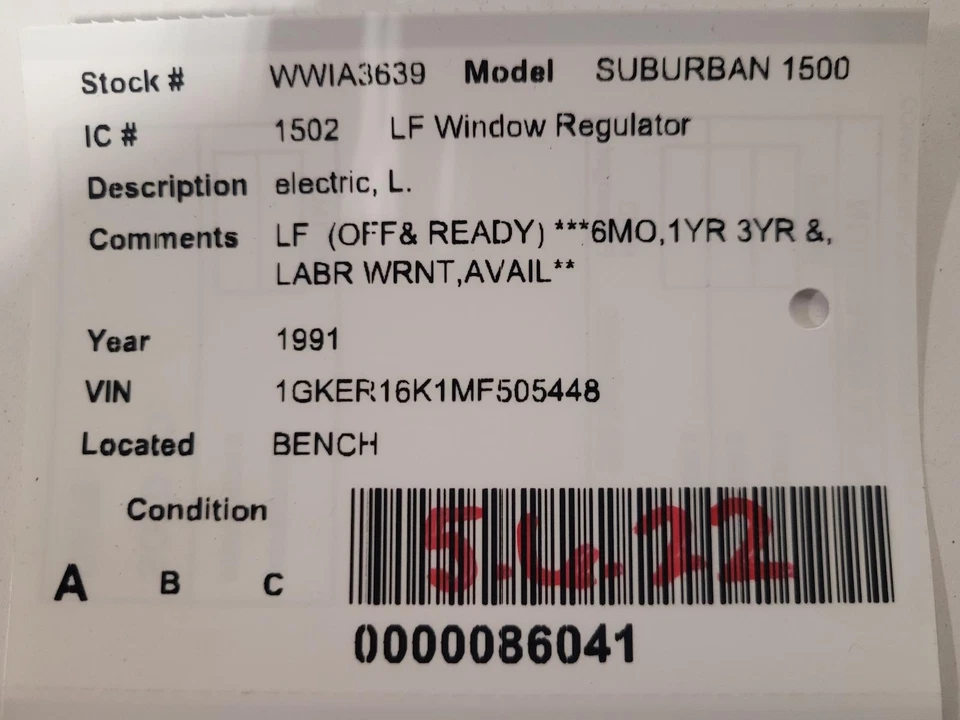 Stock # WWIA3639 Model SUBURBAN 1500
IC # 1502 LF Window Regulator
Description electric, L.
Comments LF (OFF& READY) ***6MO,1YR 3YR &,
LABR WRNT,AVAIL**
Year 1991
VIN 1GKER16K1MF505448
Located BENCH
Condition
A B C
5.6.22
0000086041